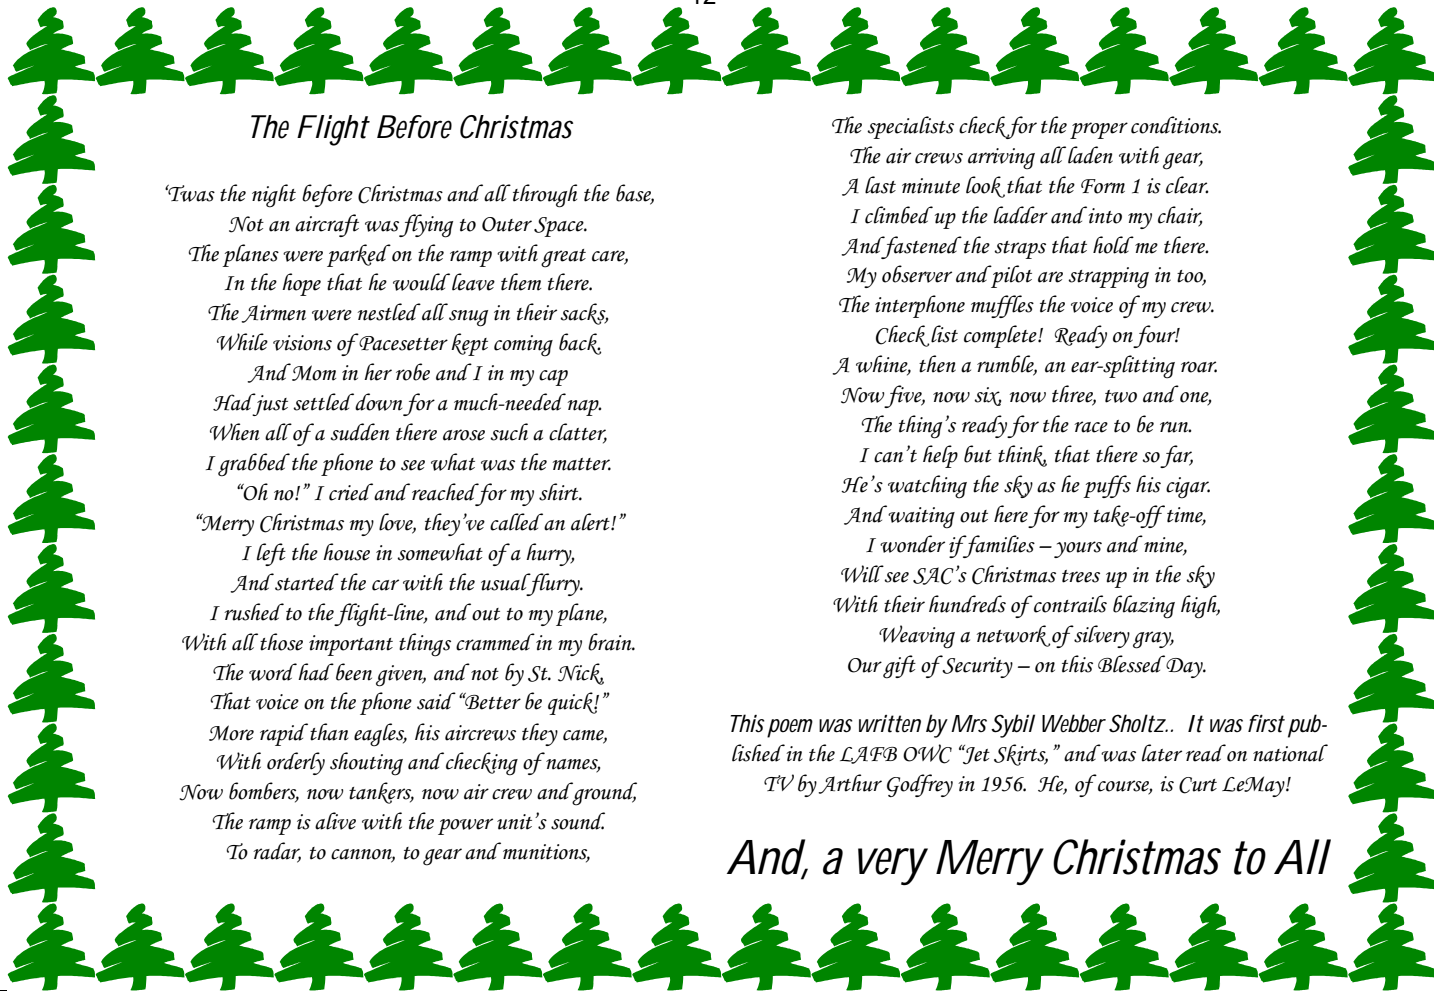 The Flight Before Christmas
‘Twas the night before Christmas and all through the base,
Not an aircraft was flying to Outer Space.
The planes were parked on the ramp with great care,
In the hope that he would leave them there.
The Airmen were nestled all snug in their sacks,
While visions of Pacesetter kept coming back.
And Mom in her robe and I in my cap
Had just settled down for a much-needed nap.
When all of a sudden there arose such a clatter,
I grabbed the phone to see what was the matter.
“Oh no!” I cried and reached for my shirt.
“Merry Christmas my love, they’ve called an alert!”
I left the house in somewhat of a hurry,
And started the car with the usual flurry.
I rushed to the flight-line, and out to my plane,
With all those important things crammed in my brain.
The word had been given, and not by St. Nick,
That voice on the phone said “Better be quick!”
More rapid than eagles, his aircrews they came,
With orderly shouting and checking of names,
Now bombers, now tankers, now air crew and ground,
The ramp is alive with the power unit’s sound.
To radar, to cannon, to gear and munitions,
The specialists check for the proper conditions.
The air crews arriving all laden with gear,
A last minute look that the Form 1 is clear.
I climbed up the ladder and into my chair,
And fastened the straps that hold me there.
My observer and pilot are strapping in too,
The interphone muffles the voice of my crew.
Check list complete!  Ready on four!
A whine, then a rumble, an ear-splitting roar.
Now five, now six, now three, two and one,
The thing’s ready for the race to be run.
I can’t help but think, that there so far,
He’s watching the sky as he puffs his cigar.
And waiting out here for my take-off time,
I wonder if families – yours and mine,
Will see SAC’s Christmas trees up in the sky
With their hundreds of contrails blazing high,
Weaving a network of silvery gray,
Our gift of Security – on this Blessed Day.
This poem was written by Mrs Sybil Webber Sholtz..  It was first pub-
lished in the LAFB OWC “Jet Skirts,” and was later read on national
TV by Arthur Godfrey in 1956.  He, of course, is Curt LeMay!
And, a very Merry Christmas to All